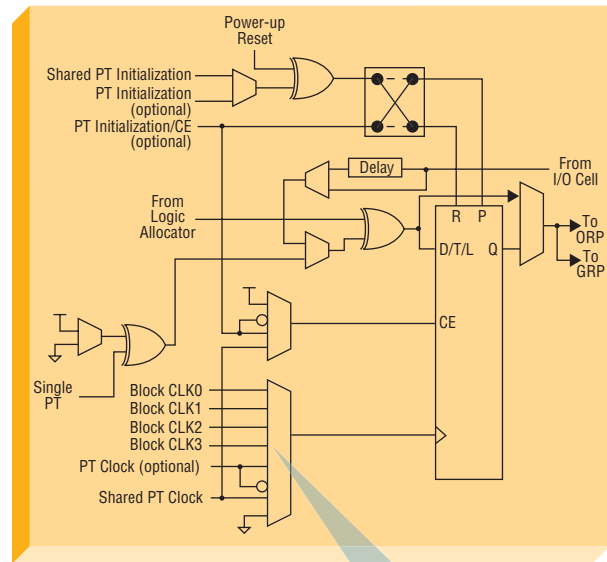 Power-up
Reset
Shared PT Initialization
PT Initialization
(optional)
PT Initialization/CE
(optional)
Delay
From
I/O Cell
From
Logic
Allocator
R P
D/T/L Q
To
ORP
To
GRP
CE
Single
PT
Block CLK0
Block CLK1
Block CLK2
Block CLK3
PT Clock (optional)
Shared PT Clock